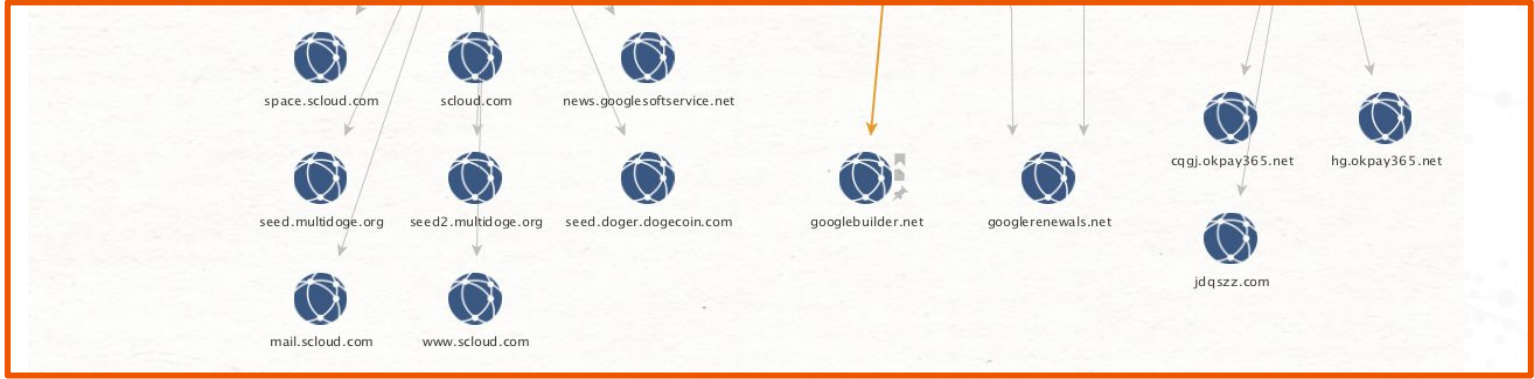 space.scloud.com
scloud.com
news.googlesoftservice.net
cqgj.okpay365.net
hg.okpay365.net
seed.multidoge.org
seed2.multidoge.org
seed.doger.dogecoin.com
googlebuilder.net
googlerenewals.net
jdqszz.com
mail.scloud.com
www.scloud.com